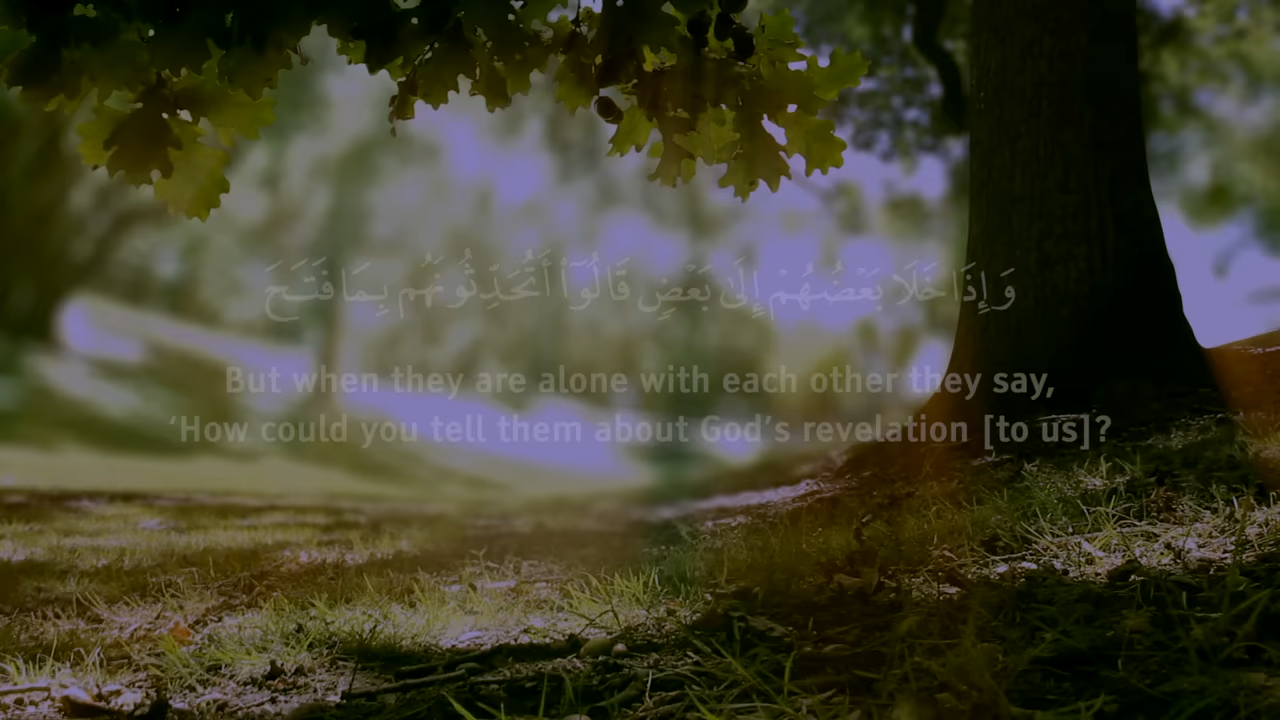 وَإِذَا خَلَا بَعْضُهُمْ إِلَىٰ بَعْضٍ قَالُوٓا۟ أَتُحَدِّثُونَهُم بِمَا فَتَحَ
But when they are alone with each other they say,
‘How could you tell them about God’s revelation [to us]?